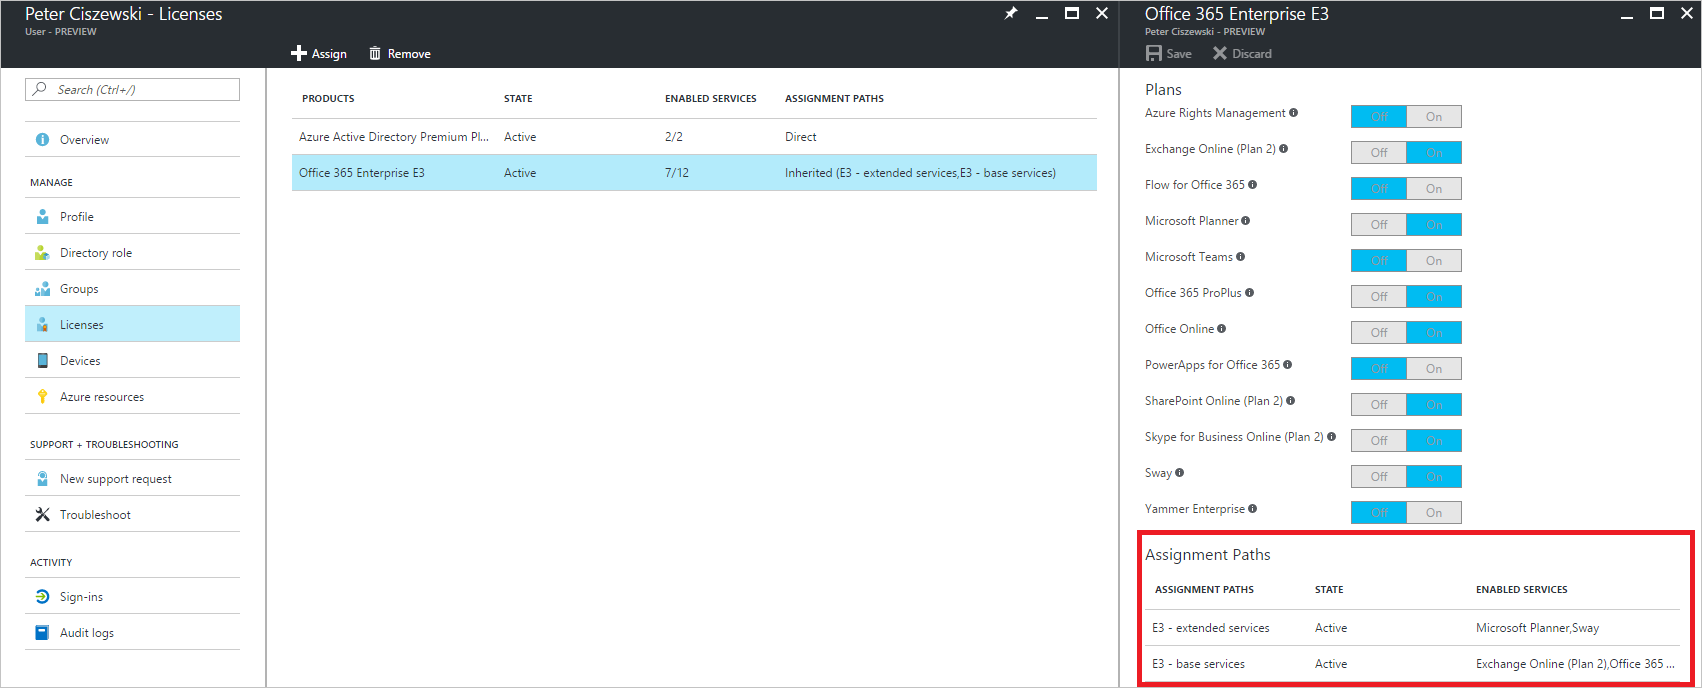 Peter Ciszewski - Licenses
User - PREVIEW
Assign Remove
Search (Ctrl+/)
Overview
MANAGE
Profile
Directory role
Groups
Licenses
Devices
Azure resources
SUPPORT + TROUBLESHOOTING
New support request
Troubleshoot
ACTIVITY
Sign-ins
Audit logs
PRODUCTS STATE ENABLED SERVICES ASSIGNMENT PATHS
Azure Active Directory Premium Pl... Active 2/2 Direct
Office 365 Enterprise E3 Active 7/12 Inherited (E3 - extended services,E3 - base services)
Office 365 Enterprise E3
Peter Ciszewski - PREVIEW
Save Discard
Plans
Azure Rights Management Off On
Exchange Online (Plan 2) Off On
Flow for Office 365 Off On
Microsoft Planner Off On
Microsoft Teams Off On
Office 365 ProPlus Off On
Office Online Off On
PowerApps for Office 365 Off On
SharePoint Online (Plan 2) Off On
Skype for Business Online (Plan 2) Off On
Sway Off On
Yammer Enterprise Off On
Assignment Paths
ASSIGNMENT PATHS STATE ENABLED SERVICES
E3 - extended services Active Microsoft Planner,Sway
E3 - base services Active Exchange Online (Plan 2),Office 365 ...